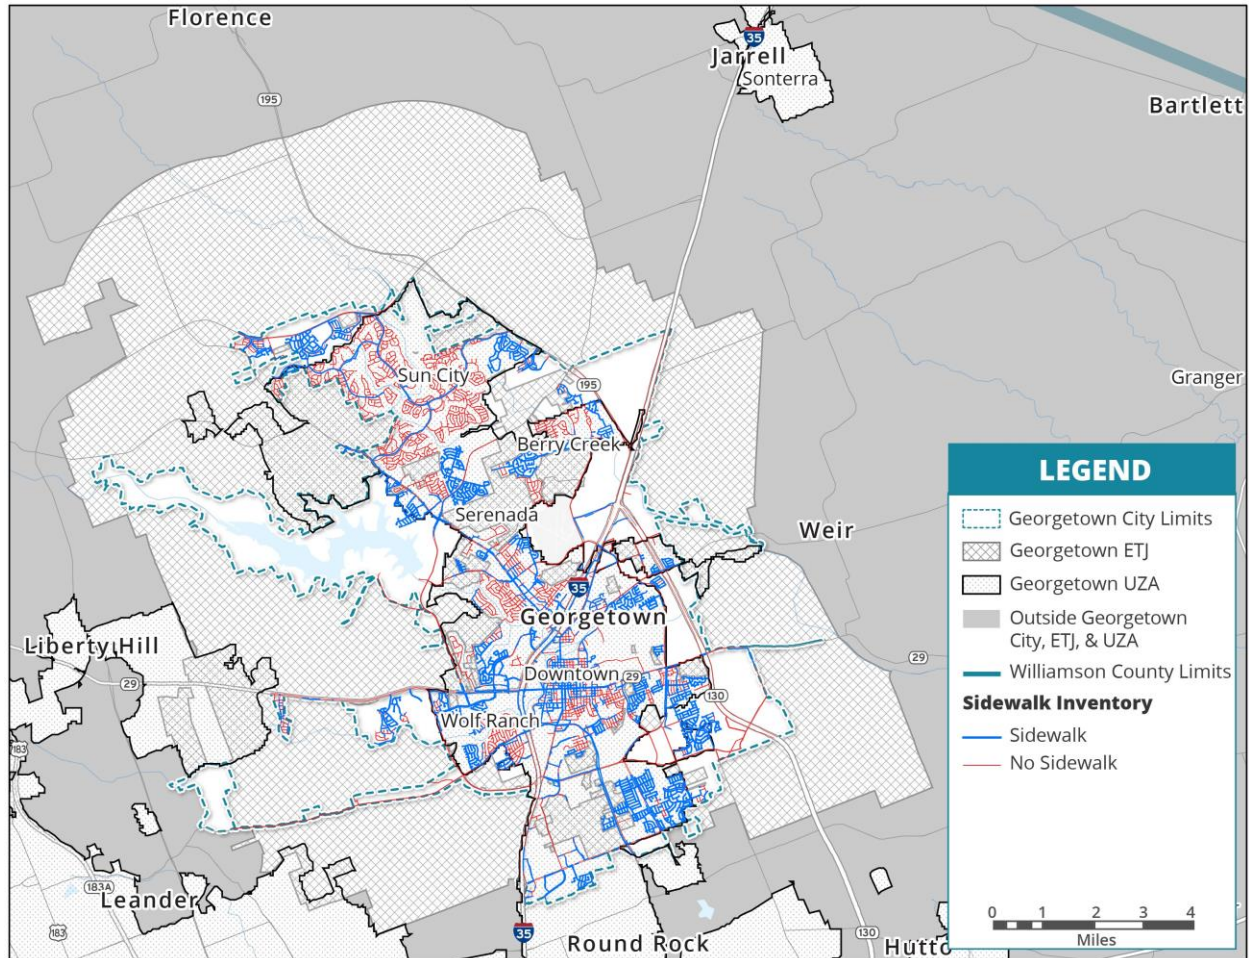 Florence
35
Jarrell
Sonterra
195
Bartlett
Granger
Sun City
195
Berry Creek
Serenada
Weir
35
Georgetown
Liberty Hill
29
Downtown
29
29
130
Wolf Ranch
183
183A
Leander
183
35
Round Rock
130
Hutto
LEGEND
Georgetown City Limits
Georgetown ETJ
Georgetown UZA
Outside Georgetown
City, ETJ, & UZA
Williamson County Limits
Sidewalk Inventory
Sidewalk
No Sidewalk
0 1 2 3 4
Miles